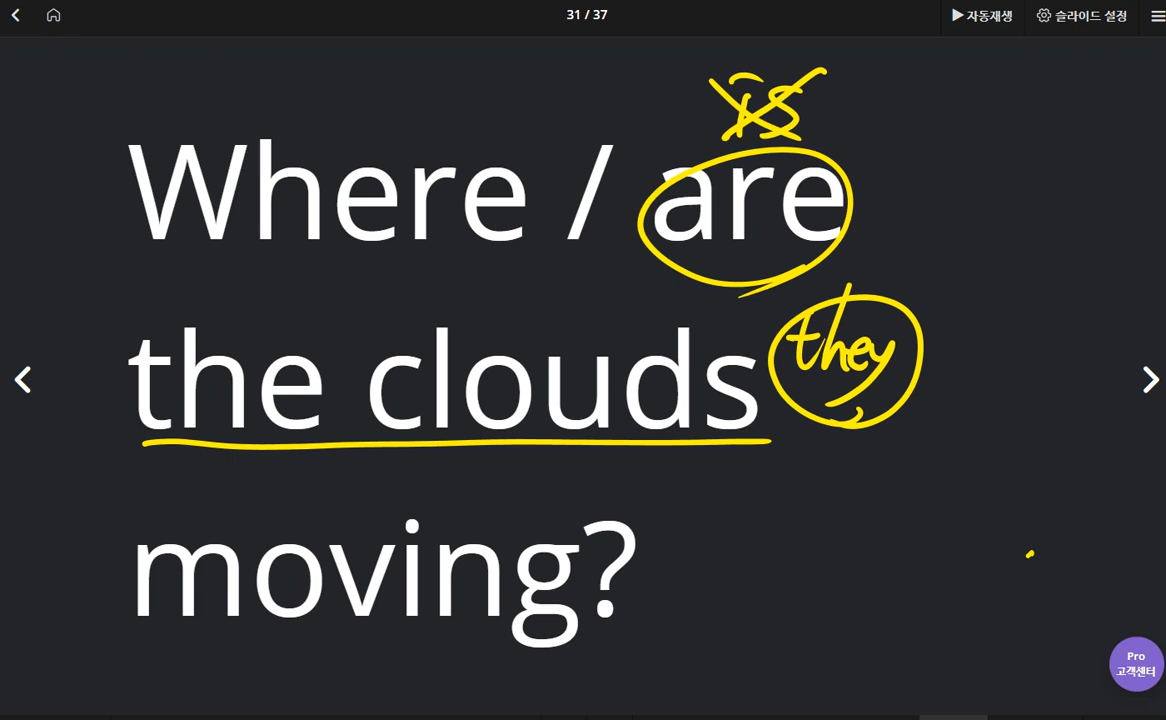 31 / 37
자동재생
슬라이드 설정
is
Where / are
the clouds they
moving?
Pro
고객센터